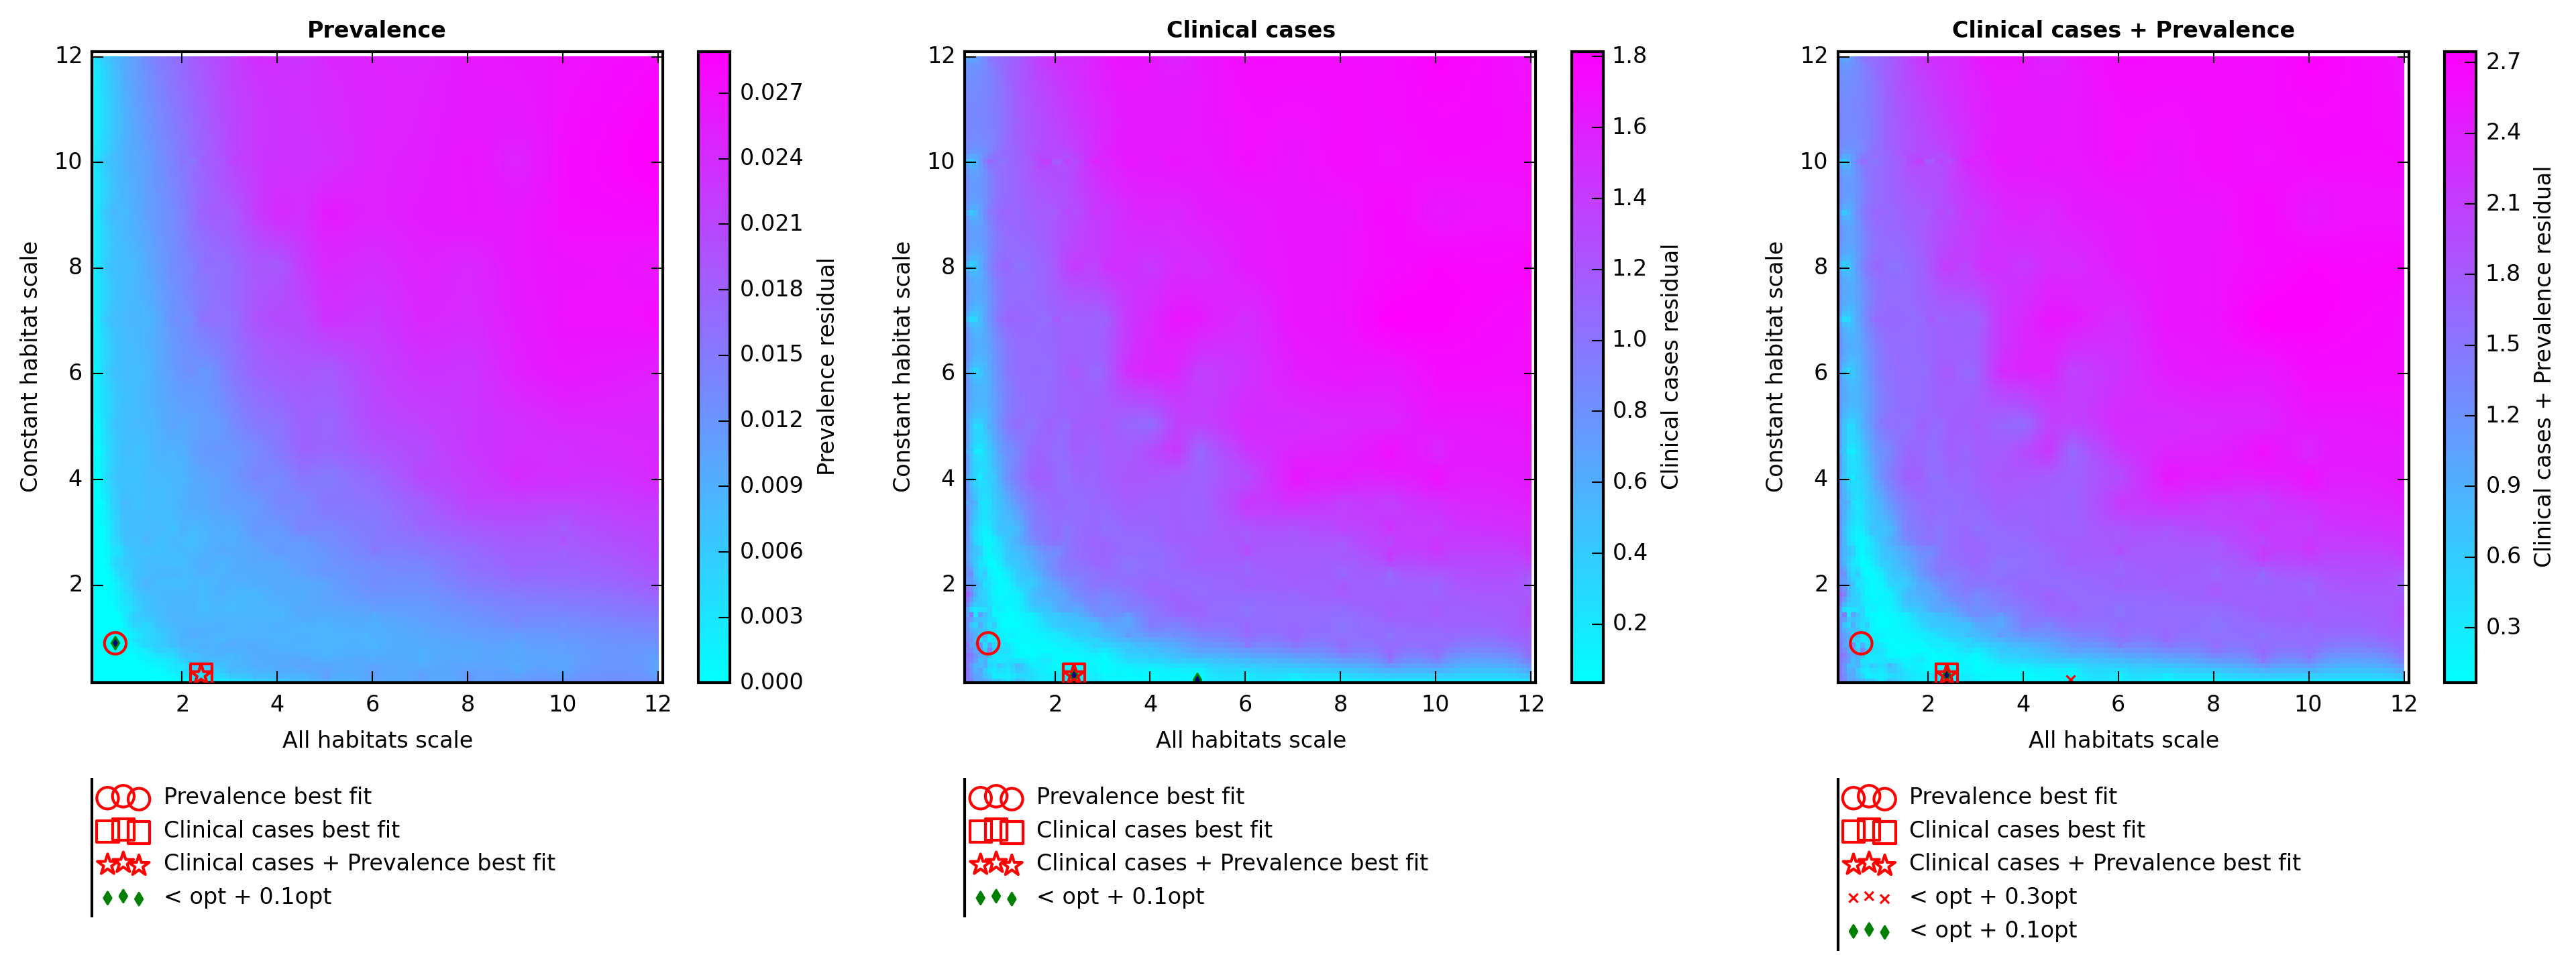 Prevalence
12
10
8
6
4
2
Constant habitat scale
2 4 6 8 10 12
All habitats scale
0.027
0.024
0.021
0.018
0.015
0.012
0.009
0.006
0.003
0.000
Prevalence residual
Prevalence best fit
Clinical cases best fit
Clinical cases + Prevalence best fit
< opt + 0.1opt
Clinical cases
12
10
8
6
4
2
Constant habitat scale
2 4 6 8 10 12
All habitats scale
1.8
1.6
1.4
1.2
1.0
0.8
0.6
0.4
0.2
Clinical cases residual
Prevalence best fit
Clinical cases best fit
Clinical cases + Prevalence best fit
< opt + 0.1opt
Clinical cases + Prevalence
12
10
8
6
4
2
Constant habitat scale
2 4 6 8 10 12
All habitats scale
2.7
2.4
2.1
1.8
1.5
1.2
0.9
0.6
0.3
Clinical cases + Prevalence residual
Prevalence best fit
Clinical cases best fit
Clinical cases + Prevalence best fit
< opt + 0.3opt
< opt + 0.1opt